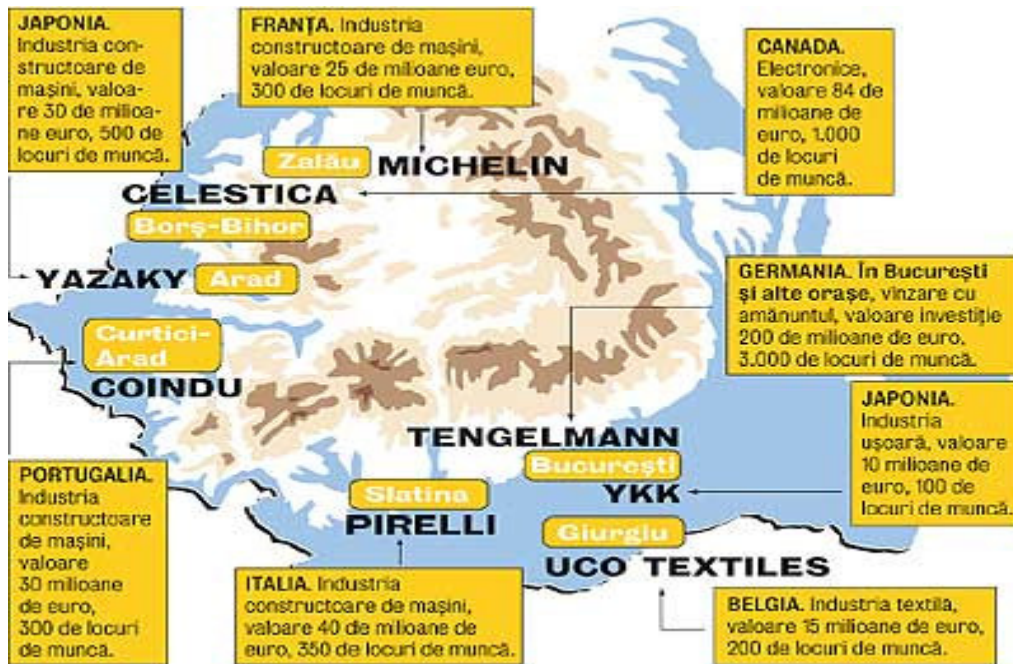 JAPONIA.
Industria con-
structoare de
mașini, valoa-
re 30 de milioa-
ne euro, 500 de
locuri de muncă.
FRANȚA. Industria
constructoare de mașini,
valoare 25 de milioane euro,
300 de locuri de muncă.
CANADA.
Electronice,
valoare 84 de
milioane de
euro, 1.000
de locuri
de muncă.
Zalău MICHELIN
CELESTICA
Borș-Bihor
YAZAKY Arad
GERMANIA. În București
și alte orașe, vînzare cu
amănuntul, valoare investiție
200 de milioane de euro,
3.000 de locuri de muncă.
Curtici-
Arad
COINDU
JAPONIA.
Industria
ușoară, valoare
10 milioane de
euro, 100 de
locuri de muncă.
TENGELMANN
București
YKK
PORTUGALIA.
Industria
constructoare
de mașini,
valoare
30 milioane
de euro,
300 de locuri
de muncă.
Slatina
PIRELLI
Giurgiu
UCO TEXTILES
ITALIA. Industria
constructoare de mașini,
valoare 40 de milioane de
euro, 350 de locuri de muncă.
BELGIA. Industria textilă,
valoare 15 milioane de euro,
200 de locuri de muncă.